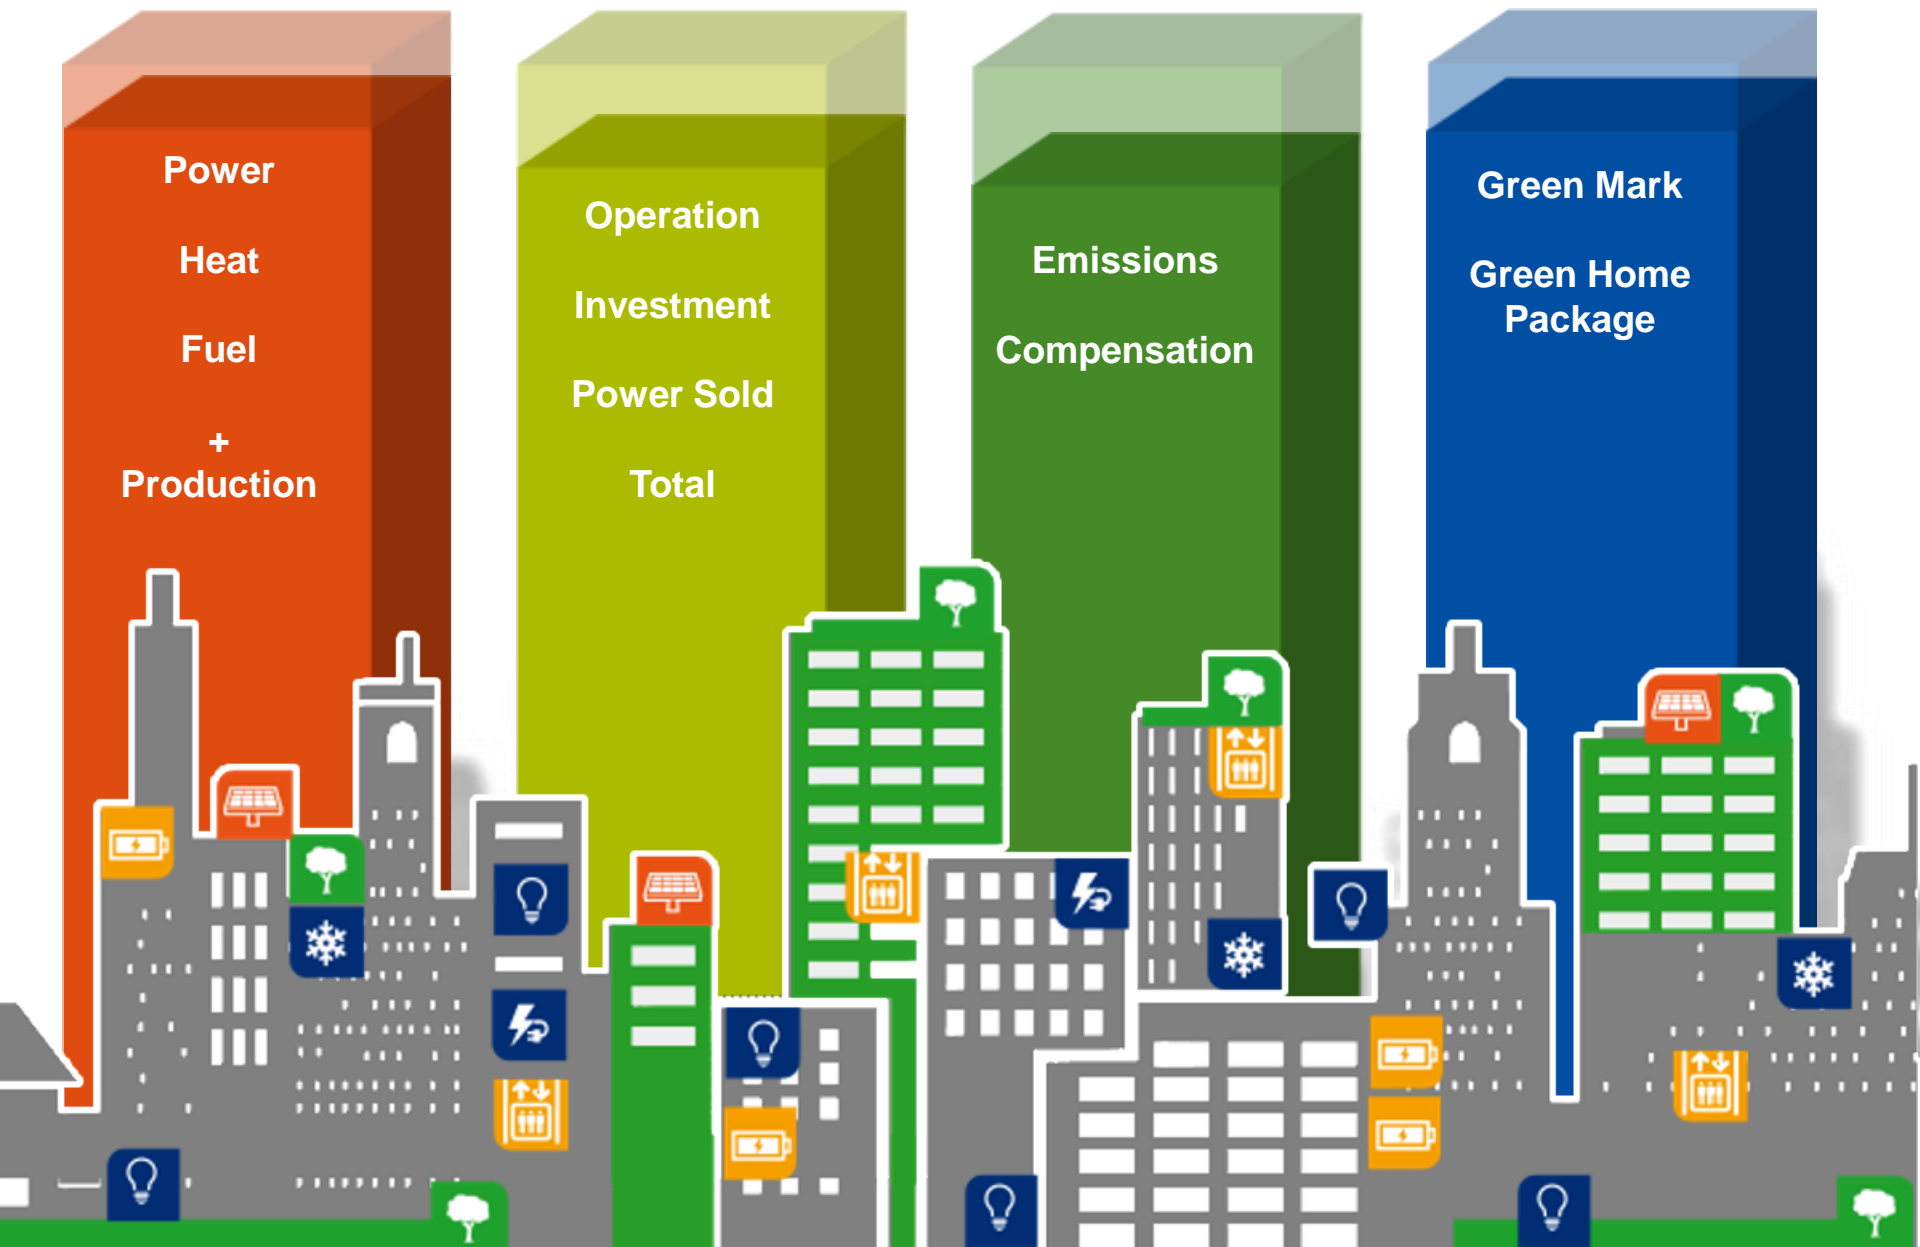 Power
Heat
Fuel
+
Production
Operation
Investment
Power Sold
Total
Emissions
Compensation
Green Mark
Green Home
Package